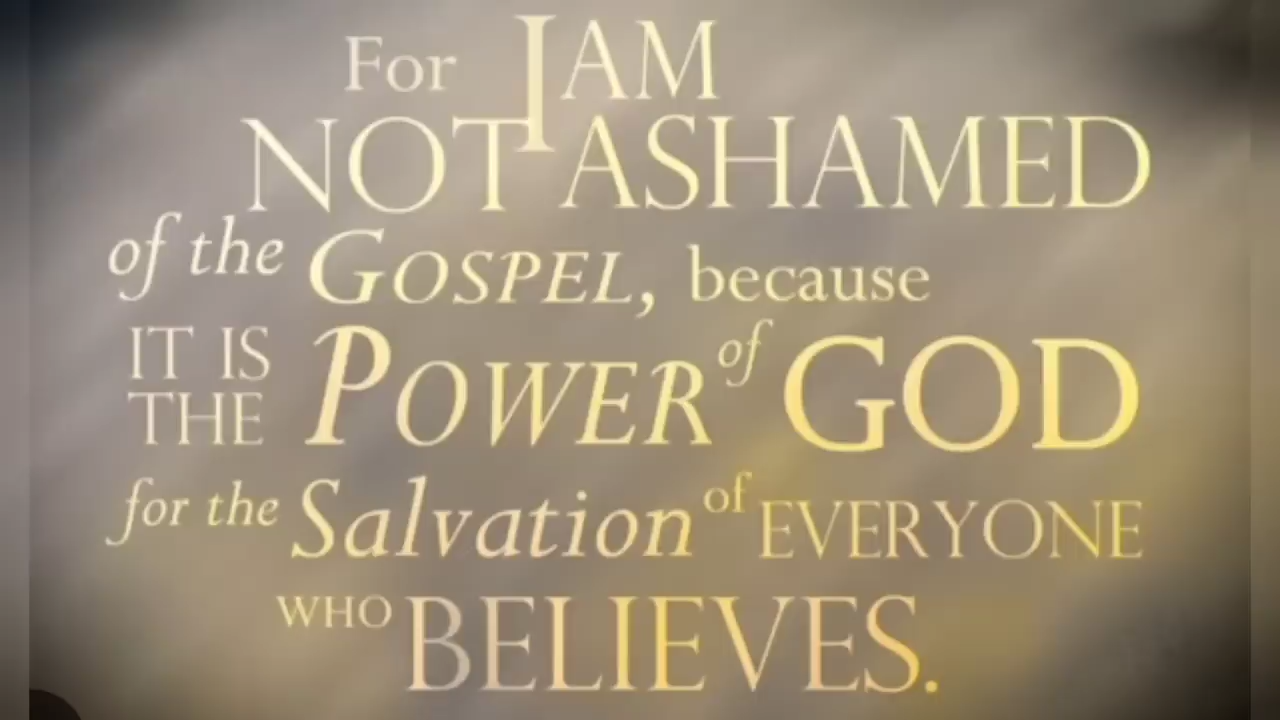 For I AM
NOT ASHAMED
of the GOSPEL, because
IT IS THE POWER of GOD
for the Salvation of EVERYONE
WHO BELIEVES.